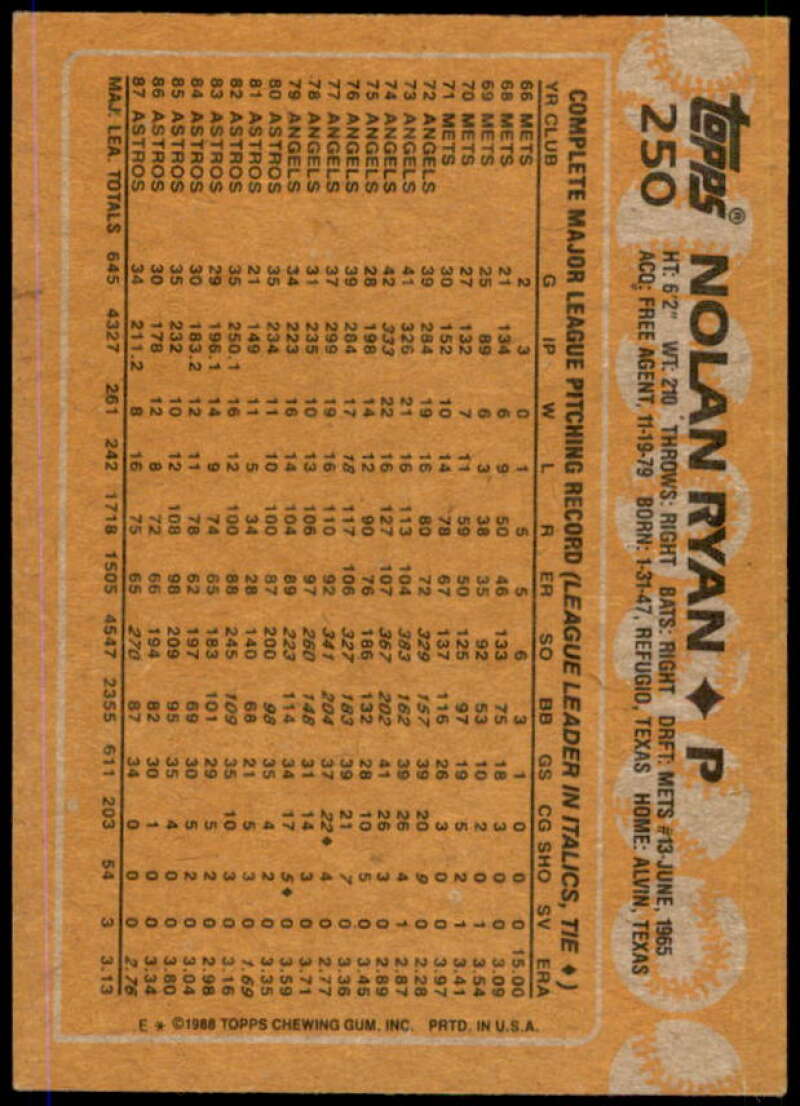 topps® NOLAN RYAN ♦ P
250
HT: 6'2" WT: 210 THROWS: RIGHT BATS: RIGHT DRFT: METS #13-JUNE, 1965
ACQ: FREE AGENT, 11-19-79 BORN: 1-31-47, REFUGIO, TEXAS HOME: ALVIN, TEXAS
COMPLETE MAJOR LEAGUE PITCHING RECORD (LEAGUE LEADER IN ITALICS, TIE ♦)
YR CLUB G IP W L R ER SO BB GS CG SHO SV ERA
66 METS 2 3 0 1 5 5 6 3 1 0 0 0 15.00
68 METS 21 134 6 9 50 46 133 75 18 3 0 0 3.09
69 METS 25 89 6 3 38 35 92 53 10 2 0 1 3.54
70 METS 27 132 7 11 59 50 125 97 19 5 2 1 3.41
71 METS 30 152 10 14 78 67 137 116 26 3 0 0 3.97
72 ANGELS 39 284 19 16 80 72 329 157 39 20 9 0 2.28
73 ANGELS 41 326 21 16 113 104 383 162 39 26 4 1 2.87
74 ANGELS 42 333 22 16 127 107 367 202 41 26 3 0 2.89
75 ANGELS 28 198 14 12 90 76 186 132 28 10 5 0 3.45
76 ANGELS 39 284 17 18 117 106 327 183 39 21 7 0 3.36
77 ANGELS 37 299 19 16 110 92 341 204 37 22♦ 4 0 2.77
78 ANGELS 31 235 10 13 106 97 260 148 31 14 3 0 3.71
79 ANGELS 34 223 16 14 104 89 223 114 34 17 5♦ 0 3.59
80 ASTROS 35 234 11 10 100 87 200 98 35 4 2 0 3.35
81 ASTROS 21 149 11 5 34 28 140 68 21 5 3 0 1.69
82 ASTROS 35 250.1 16 12 100 88 245 109 35 10 3 0 3.16
83 ASTROS 29 196.1 14 9 74 65 183 101 29 5 2 0 2.98
84 ASTROS 30 183.2 12 11 78 62 197 69 30 5 2 0 3.04
85 ASTROS 35 232 10 12 108 98 209 95 35 4 0 0 3.80
86 ASTROS 30 178 12 8 72 66 194 82 30 1 0 0 3.34
87 ASTROS 34 211.2 8 16 75 65 270 87 34 0 0 0 2.76
MAJ. LEA. TOTALS 645 4327 261 242 1718 1505 4547 2355 611 203 54 3 3.13
E * ©1988 TOPPS CHEWING GUM, INC. PRTD. IN U.S.A.